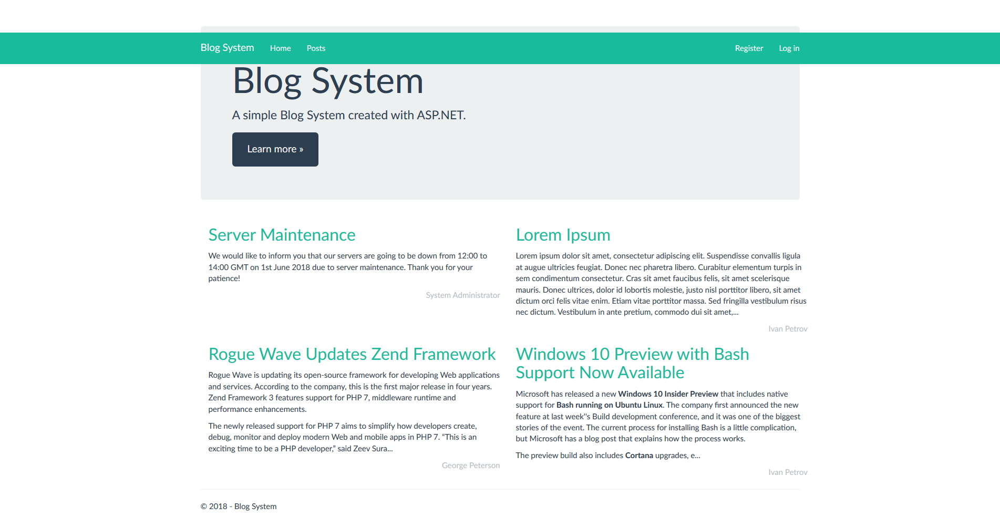 Blog System Home Posts Register Log in
Blog System
A simple Blog System created with ASP.NET.
Learn more »
Server Maintenance
We would like to inform you that our servers are going to be down from 12:00 to
14:00 GMT on 1st June 2018 due to server maintenance. Thank you for your
patience!
System Administrator
Lorem Ipsum
Lorem ipsum dolor sit amet, consectetur adipiscing elit. Suspendisse convallis ligula
at augue ultricies feugiat. Donec nec pharetra libero. Curabitur elementum turpis in
sem condimentum consectetur. Cras sit amet faucibus felis, sit amet scelerisque
mauris. Donec ultrices, dolor id lobortis molestie, justo nisl porttitor libero, sit amet
dictum orci felis vitae enim. Etiam vitae porttitor massa. Sed fringilla vestibulum risus
nec dictum. Vestibulum in ante pretium, commodo dui sit amet,...
Ivan Petrov
Rogue Wave Updates Zend Framework
Rogue Wave is updating its open-source framework for developing Web applications
and services. According to the company, this is the first major release in four years.
Zend Framework 3 features support for PHP 7, middleware runtime and
performance enhancements.
The newly released support for PHP 7 aims to simplify how developers create,
debug, monitor and deploy modern Web and mobile apps in PHP 7. “This is an
exciting time to be a PHP developer,” said Zeev Sura...
George Peterson
Windows 10 Preview with Bash
Support Now Available
Microsoft has released a new Windows 10 Insider Preview that includes native
support for Bash running on Ubuntu Linux. The company first announced the new
feature at last week"s Build development conference, and it was one of the biggest
stories of the event. The current process for installing Bash is a little complication,
but Microsoft has a blog post that explains how the process works.
The preview build also includes Cortana upgrades, e...
Ivan Petrov
© 2018 - Blog System